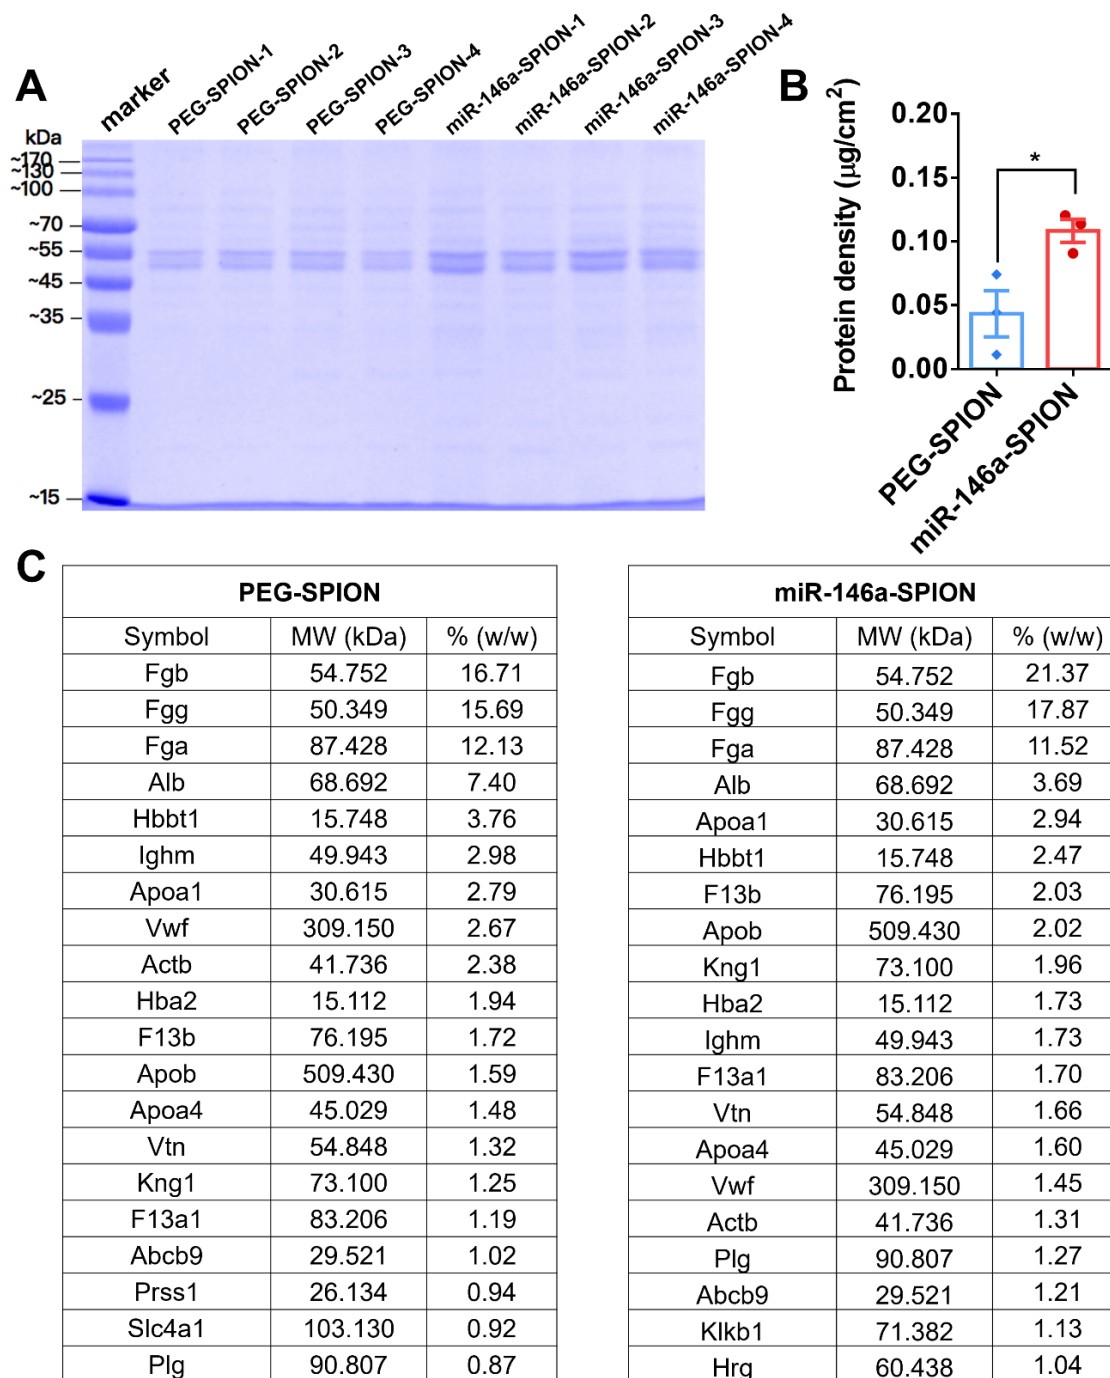 A
marker
PEG-SPION-1
PEG-SPION-2
PEG-SPION-3
PEG-SPION-4
miR-146a-SPION-1
miR-146a-SPION-2
miR-146a-SPION-3
miR-146a-SPION-4
kDa
~170
~130
~100
~70
~55
~45
~35
~25
~15
B
Protein density (µg/cm²)
0.20
0.15
0.10
0.05
0.00
*
PEG-SPION
miR-146a-SPION
C
PEG-SPION
Symbol MW (kDa) % (w/w)
Fgb 54.752 16.71
Fgg 50.349 15.69
Fga 87.428 12.13
Alb 68.692 7.40
Hbbt1 15.748 3.76
Ighm 49.943 2.98
Apoa1 30.615 2.79
Vwf 309.150 2.67
Actb 41.736 2.38
Hba2 15.112 1.94
F13b 76.195 1.72
Apob 509.430 1.59
Apoa4 45.029 1.48
Vtn 54.848 1.32
Kng1 73.100 1.25
F13a1 83.206 1.19
Abcb9 29.521 1.02
Prss1 26.134 0.94
Slc4a1 103.130 0.92
Plg 90.807 0.87
miR-146a-SPION
Symbol MW (kDa) % (w/w)
Fgb 54.752 21.37
Fgg 50.349 17.87
Fga 87.428 11.52
Alb 68.692 3.69
Apoa1 30.615 2.94
Hbbt1 15.748 2.47
F13b 76.195 2.03
Apob 509.430 2.02
Kng1 73.100 1.96
Hba2 15.112 1.73
Ighm 49.943 1.73
F13a1 83.206 1.70
Vtn 54.848 1.66
Apoa4 45.029 1.60
Vwf 309.150 1.45
Actb 41.736 1.31
Plg 90.807 1.27
Abcb9 29.521 1.21
Klkb1 71.382 1.13
Hrg 60.438 1.04